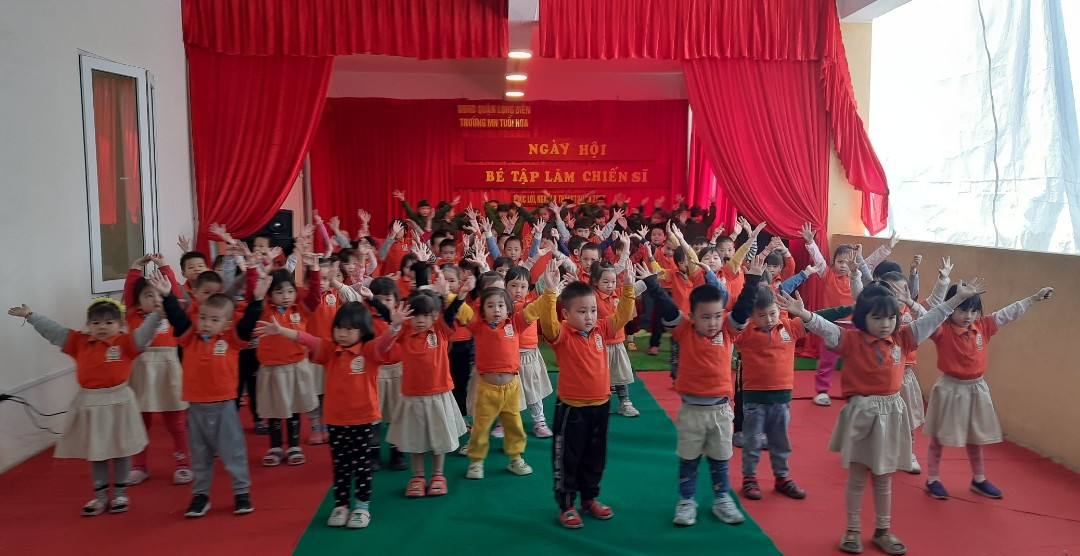 UBND QUẬN LONG BIÊN
TRƯỜNG MN TUỔI HOA
NGÀY HỘI
BÉ TẬP LÀM CHIẾN SĨ